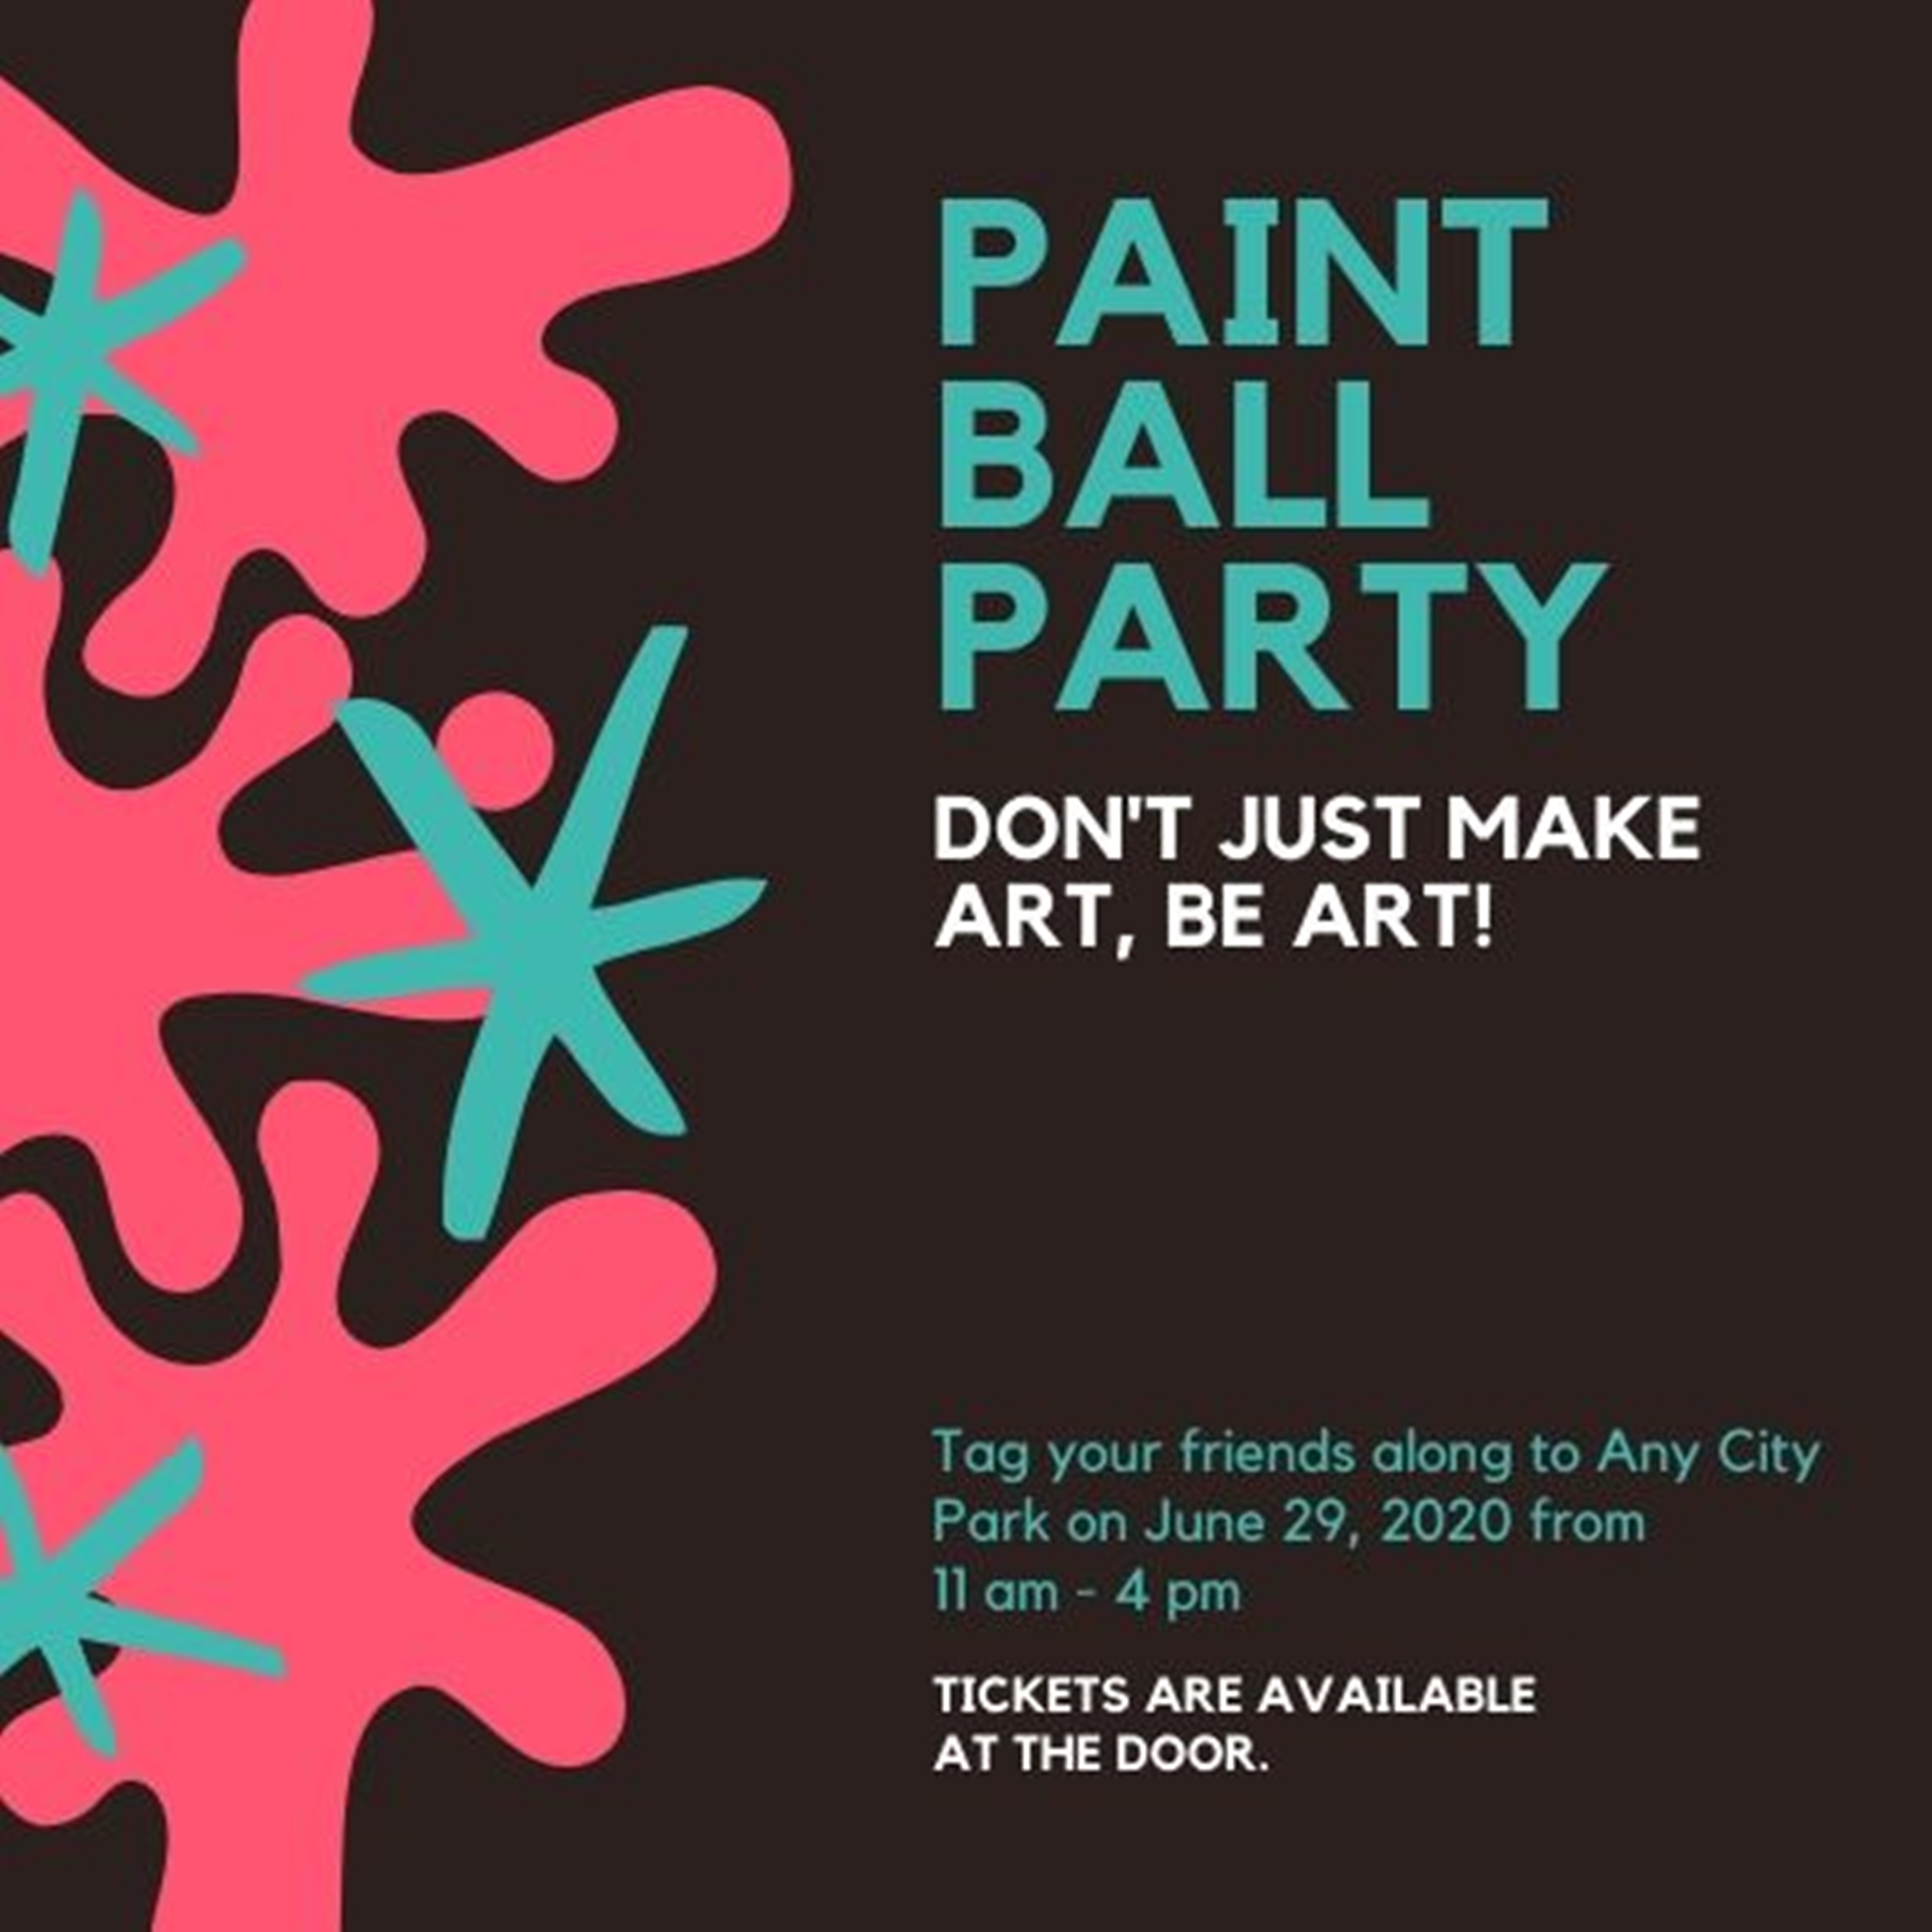 PAINT
BALL
PARTY
DON'T JUST MAKE
ART, BE ART!
Tag your friends along to Any City
Park on June 29, 2020 from
11 am - 4 pm
TICKETS ARE AVAILABLE
AT THE DOOR.